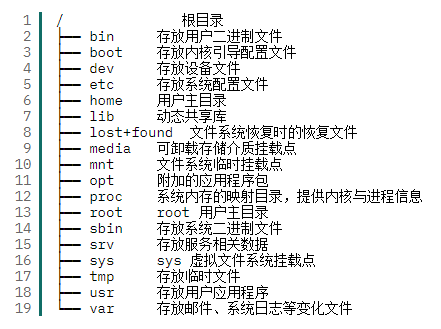 1 / 根目录
2 ├── bin 存放用户二进制文件
3 ├── boot 存放内核引导配置文件
4 ├── dev 存放设备文件
5 ├── etc 存放系统配置文件
6 ├── home 用户主目录
7 ├── lib 动态共享库
8 ├── lost+found 文件系统恢复时的恢复文件
9 ├── media 可卸载存储介质挂载点
10 ├── mnt 文件系统临时挂载点
11 ├── opt 附加的应用程序包
12 ├── proc 系统内存的映射目录，提供内核与进程信息
13 ├── root root 用户主目录
14 ├── sbin 存放系统二进制文件
15 ├── srv 存放服务相关数据
16 ├── sys sys 虚拟文件系统挂载点
17 ├── tmp 存放临时文件
18 ├── usr 存放用户应用程序
19 └── var 存放邮件、系统日志等变化文件